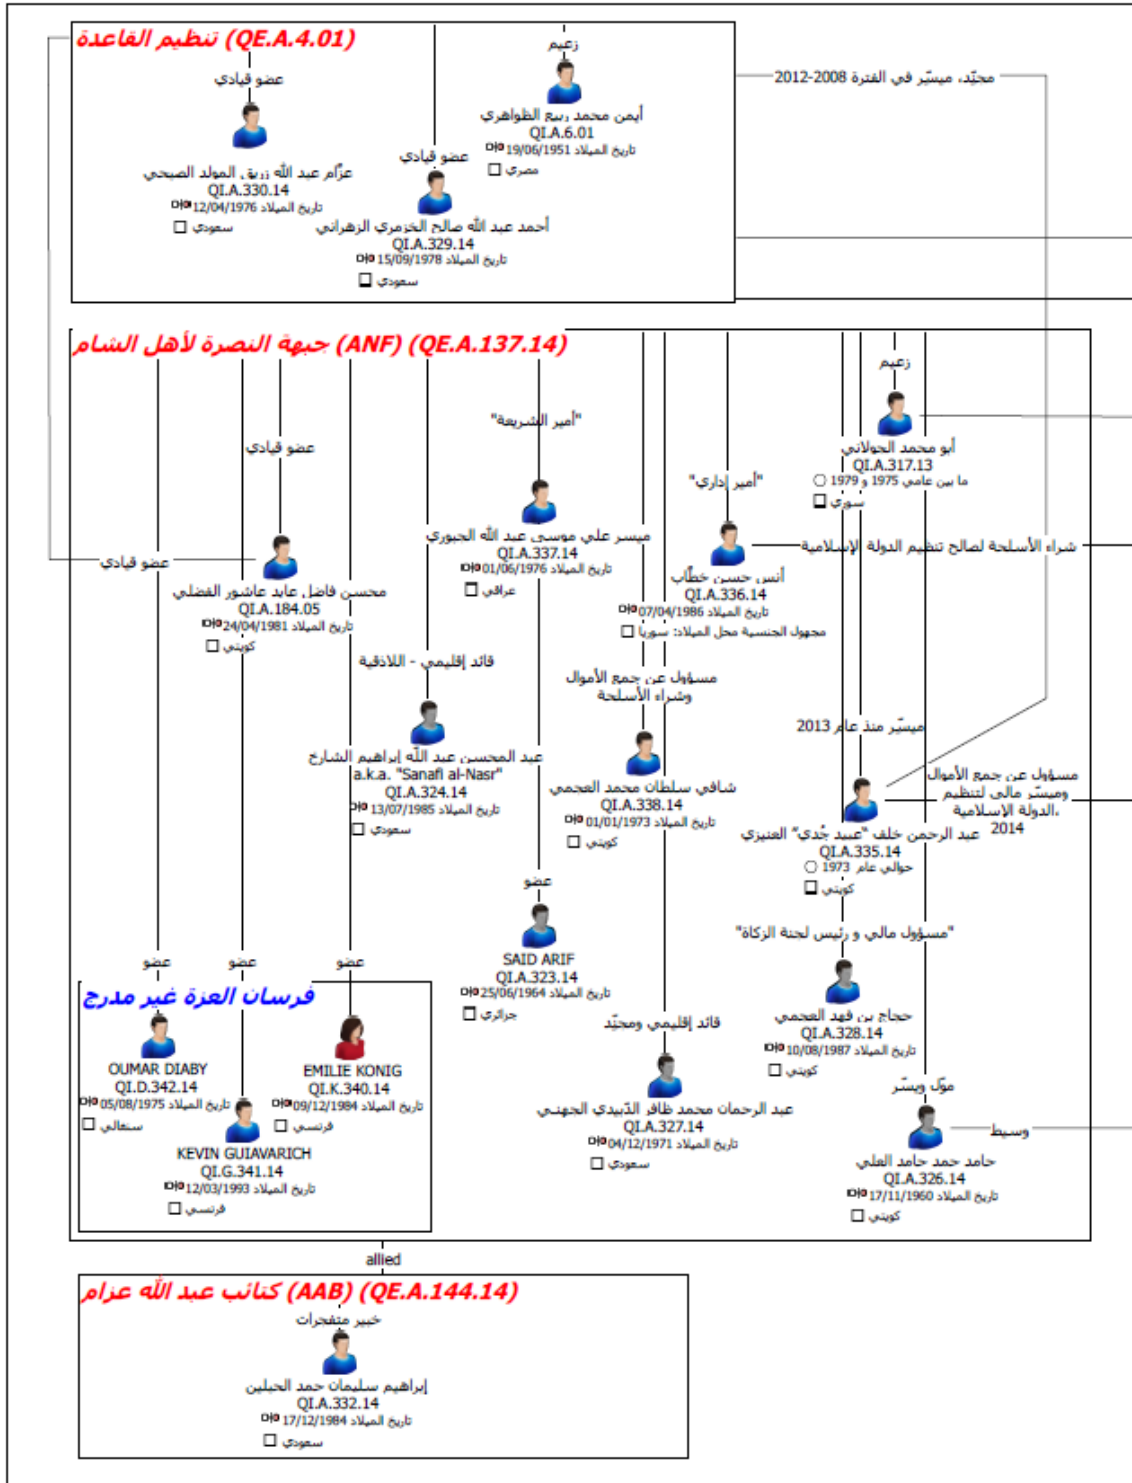 تنظيم القاعدة (QE.A.4.01)
زعيم
أيمن محمد ربيع الظواهري
QI.A.6.01
تاريخ الميلاد 19/06/1951
مصري
عضو قيادي
عزّام عبد الله زريق المولد الصبحي
QI.A.330.14
تاريخ الميلاد 12/04/1976
سعودي
عضو قيادي
أحمد عبد الله صالح الخزمري الزهراني
QI.A.329.14
تاريخ الميلاد 15/09/1978
سعودي
مجنّد، ميسّر في الفترة 2008-2012
جبهة النصرة لأهل الشام (ANF) (QE.A.137.14)
زعيم
أبو محمد الجولاني
QI.A.317.13
ما بين عامي 1975 و 1979
سوري
"أمير الشريعة"
ميسر علي موسى عبد الله الجبوري
QI.A.337.14
تاريخ الميلاد 01/06/1976
عراقي
"أمير إداري"
أنس حسن خطّاب
QI.A.336.14
تاريخ الميلاد 07/04/1986
مجهول الجنسية محل الميلاد: سوريا
شراء الأسلحة لصالح تنظيم الدولة الإسلامية
عضو قيادي
عضو قيادي
محسن فاضل عايد عاشور الفضلي
QI.A.184.05
تاريخ الميلاد 24/04/1981
كويتي
قائد إقليمي - اللاذقية
عبد المحسن عبد الله إبراهيم الشارخ
a.k.a. "Sanafi al-Nasr"
QI.A.324.14
تاريخ الميلاد 13/07/1985
سعودي
مسؤول عن جمع الأموال
وشراء الأسلحة
شافي سلطان محمد العجمي
QI.A.338.14
تاريخ الميلاد 01/01/1973
كويتي
ميسّر منذ عام 2013
مسؤول عن جمع الأموال
وميسّر مالي لتنظيم
الدولة الإسلامية،
2014
عبد الرحمن خلف "عبيد جُدي" العنيزي
QI.A.335.14
حوالي عام 1973
كويتي
عضو
SAID ARIF
QI.A.323.14
تاريخ الميلاد 25/06/1964
جزائري
"مسؤول مالي و رئيس لجنة الزكاة"
حجاج بن فهد العجمي
QI.A.328.14
تاريخ الميلاد 10/08/1987
كويتي
قائد إقليمي ومجنّد
عبد الرحمان محمد ظافر الدّبيدي الجهني
QI.A.327.14
تاريخ الميلاد 04/12/1971
سعودي
موّل ويسّر
وسيط
حامد حمد حامد العلي
QI.A.326.14
تاريخ الميلاد 17/11/1960
كويتي
عضو
عضو
عضو
فرسان العزة غير مدرج
OUMAR DIABY
QI.D.342.14
تاريخ الميلاد 05/08/1975
سنغالي
EMILIE KONIG
QI.K.340.14
تاريخ الميلاد 09/12/1984
فرنسي
KEVIN GUIAVARICH
QI.G.341.14
تاريخ الميلاد 12/03/1993
فرنسي
allied
كتائب عبد الله عزام (AAB) (QE.A.144.14)
خبير متفجرات
إبراهيم سليمان حمد الحبلين
QI.A.332.14
تاريخ الميلاد 17/12/1984
سعودي